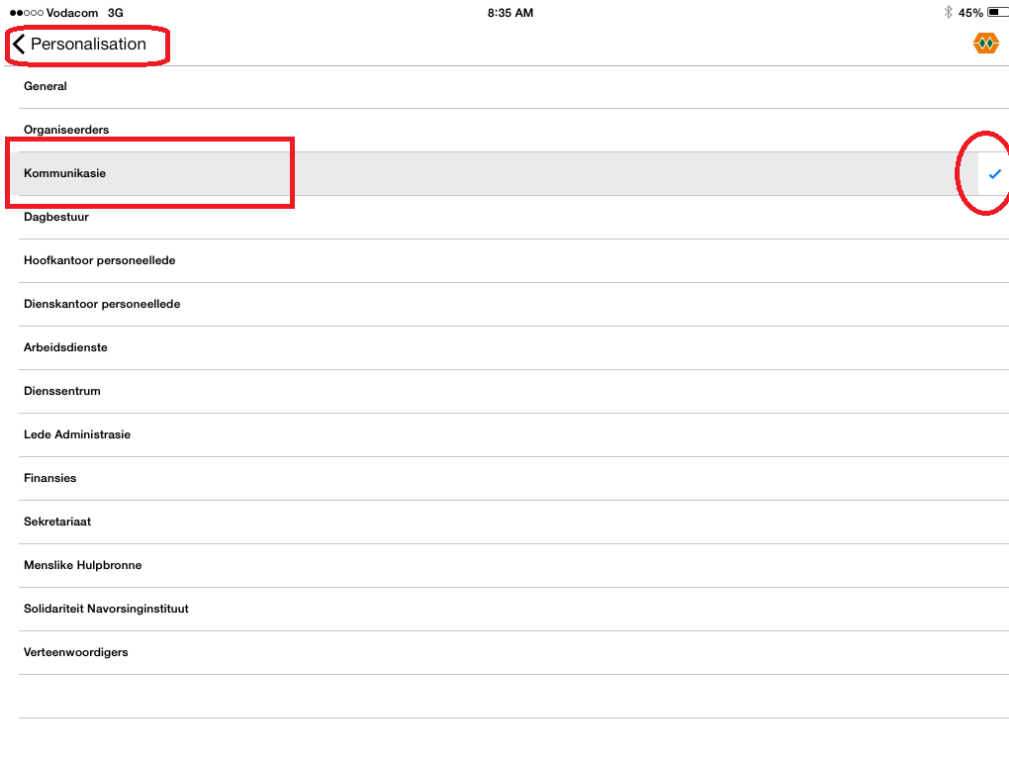 Vodacom 3G 8:35 AM 45%
Personalisation
General
Organiseerders
Kommunikasie
Dagbestuur
Hoofkantoor personeellede
Dienskantoor personeellede
Arbeidsdienste
Dienssentrum
Lede Administrasie
Finansies
Sekretariaat
Menslike Hulpbronne
Solidariteit Navorsinginstituut
Verteenwoordigers